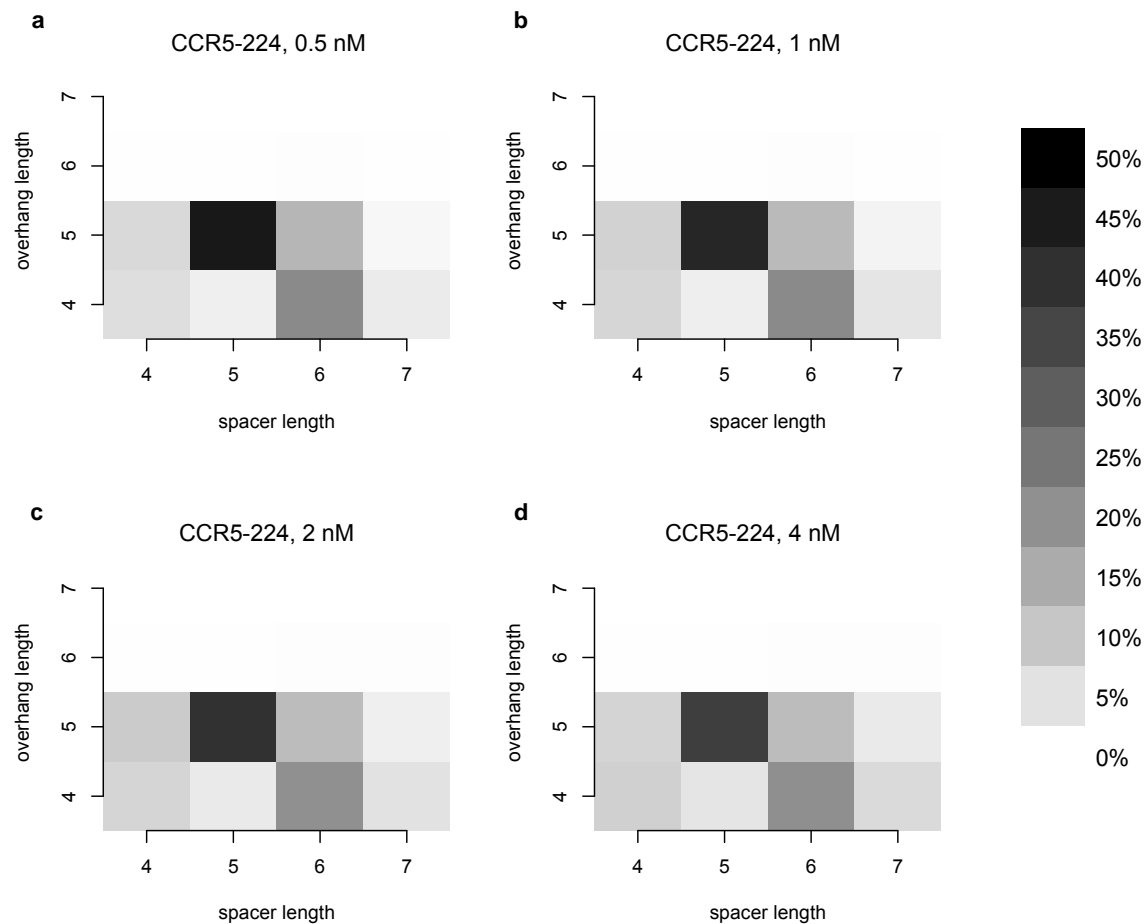 a
CCR5-224, 0.5 nM
overhang length
7
6
5
4
4 5 6 7
spacer length
b
CCR5-224, 1 nM
overhang length
7
6
5
4
4 5 6 7
spacer length
50%
45%
40%
35%
30%
25%
20%
15%
10%
5%
0%
c
CCR5-224, 2 nM
overhang length
7
6
5
4
4 5 6 7
spacer length
d
CCR5-224, 4 nM
overhang length
7
6
5
4
4 5 6 7
spacer length